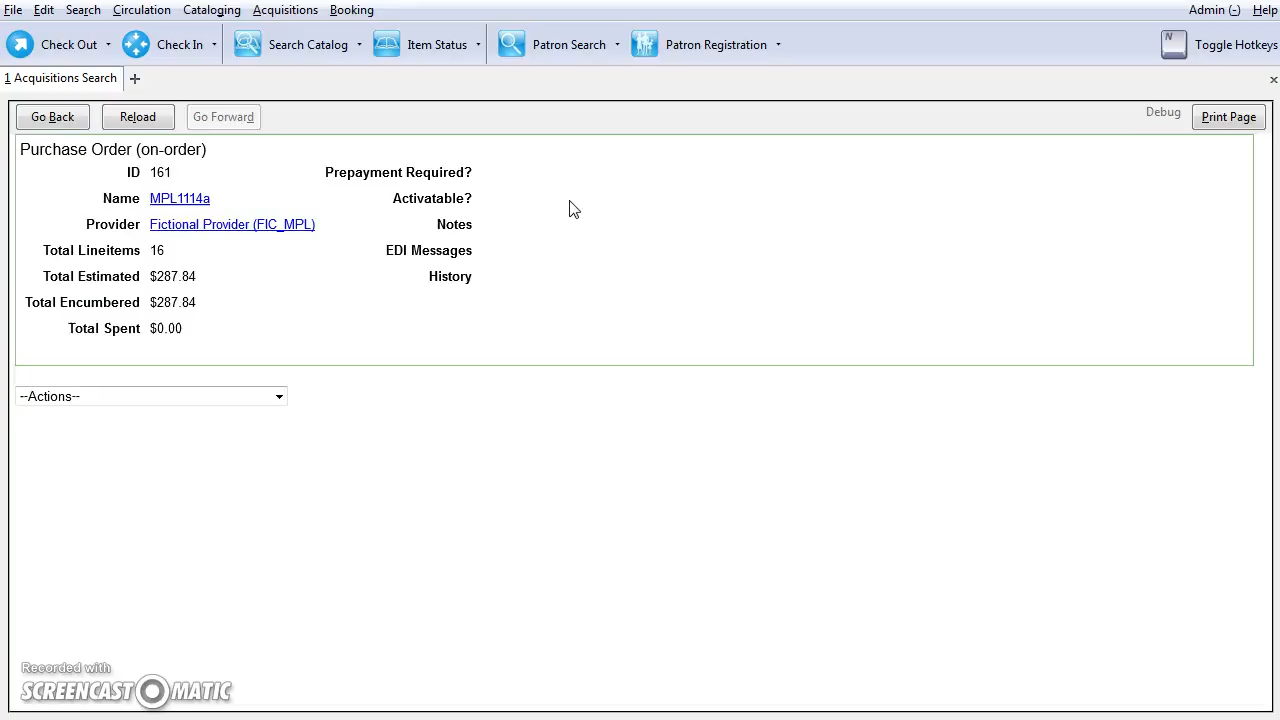 File Edit Search Circulation Cataloging Acquisitions Booking Admin (-) Help
Check Out Check In Search Catalog Item Status Patron Search Patron Registration N Toggle Hotkeys
1 Acquisitions Search + ×
Go Back Reload Go Forward Debug Print Page
Purchase Order (on-order)
ID 161 Prepayment Required?
Name MPL1114a Activatable?
Provider Fictional Provider (FIC_MPL) Notes
Total Lineitems 16 EDI Messages
Total Estimated $287.84 History
Total Encumbered $287.84
Total Spent $0.00
--Actions--
Recorded with
SCREENCAST-O-MATIC